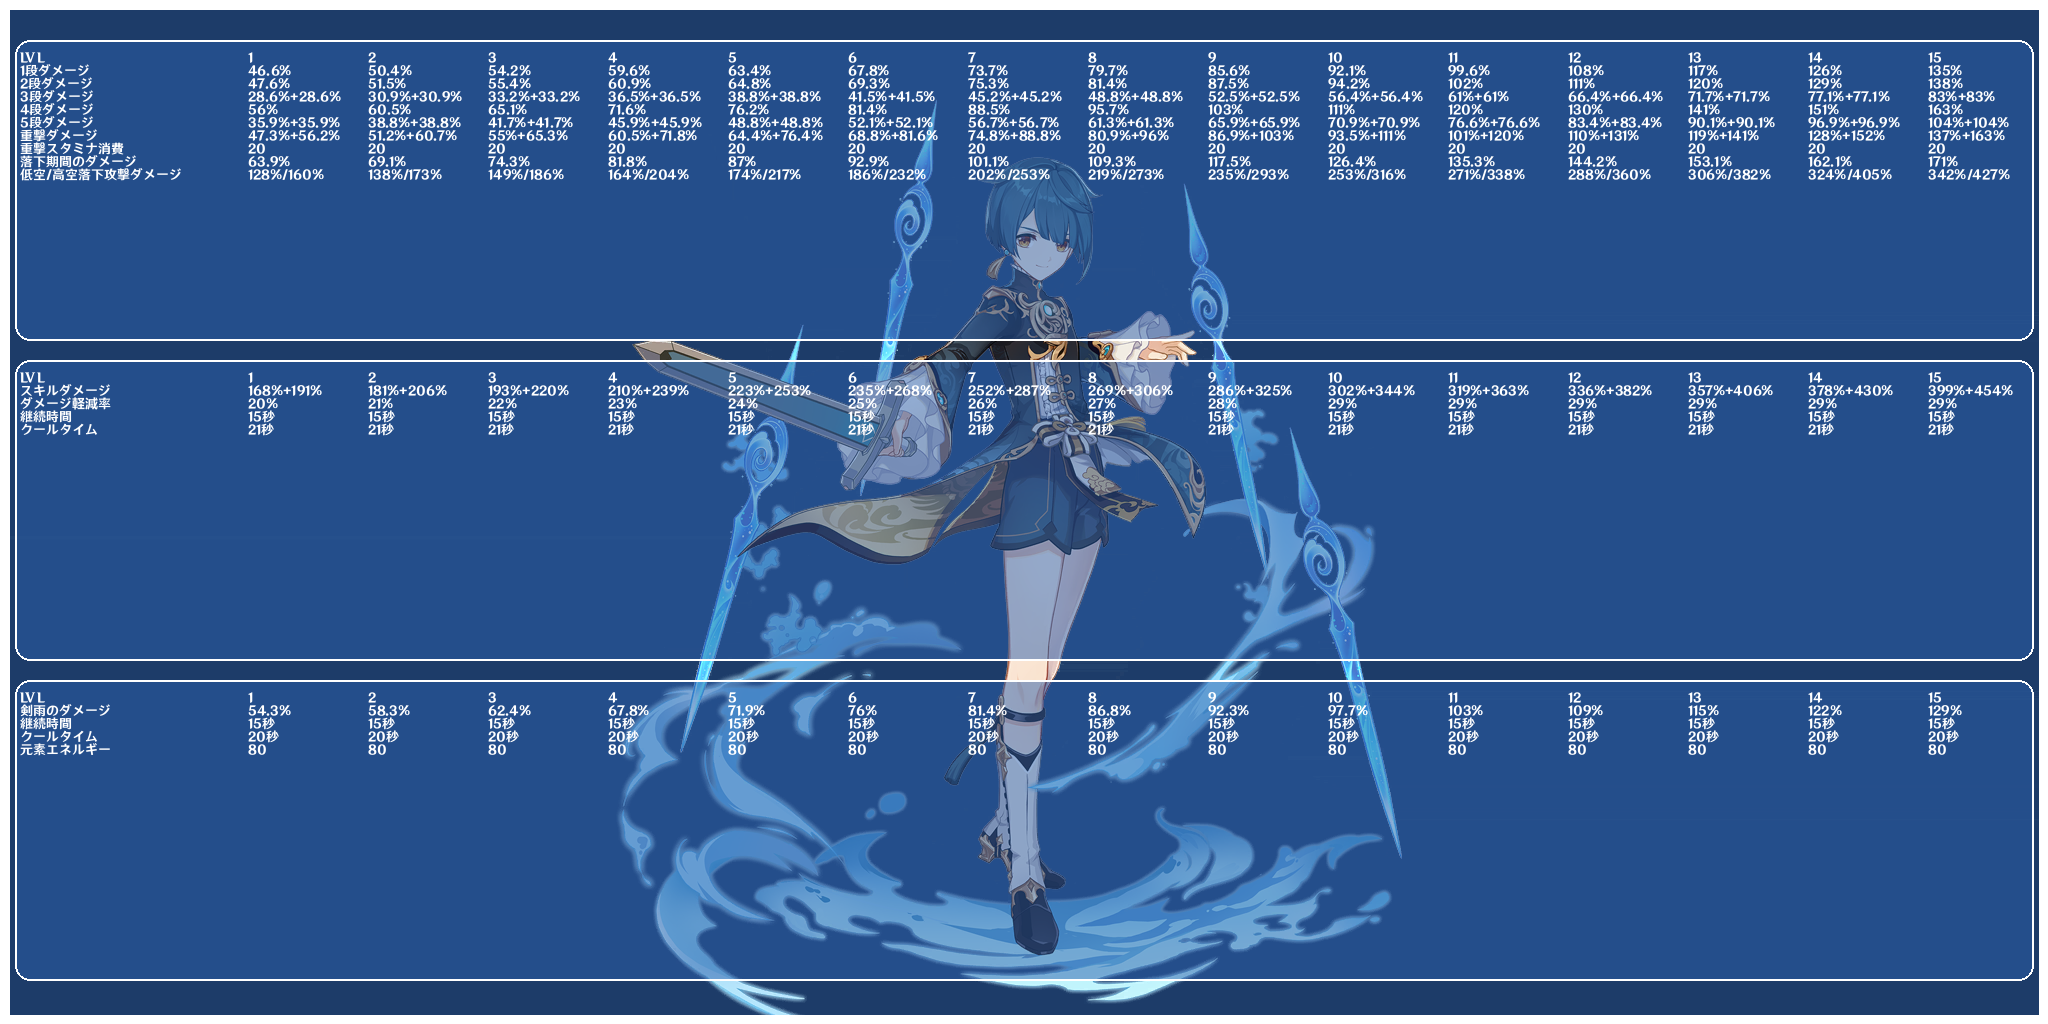 LVL 1 2 3 4 5 6 7 8 9 10 11 12 13 14 15
1段ダメージ 46.6% 50.4% 54.2% 59.6% 63.4% 67.8% 73.7% 79.7% 85.6% 92.1% 99.6% 108% 117% 126% 135%
2段ダメージ 47.6% 51.5% 55.4% 60.9% 64.8% 69.3% 75.3% 81.4% 87.5% 94.2% 102% 111% 120% 129% 138%
3段ダメージ 28.6%+28.6% 30.9%+30.9% 33.2%+33.2% 36.5%+36.5% 38.8%+38.8% 41.5%+41.5% 45.2%+45.2% 48.8%+48.8% 52.5%+52.5% 56.4%+56.4% 61%+61% 66.4%+66.4% 71.7%+71.7% 77.1%+77.1% 83%+83%
4段ダメージ 56% 60.5% 65.1% 71.6% 76.2% 81.4% 88.5% 95.7% 103% 111% 120% 130% 141% 151% 163%
5段ダメージ 35.9%+35.9% 38.8%+38.8% 41.7%+41.7% 45.9%+45.9% 48.8%+48.8% 52.1%+52.1% 56.7%+56.7% 61.3%+61.3% 65.9%+65.9% 70.9%+70.9% 76.6%+76.6% 83.4%+83.4% 90.1%+90.1% 96.9%+96.9% 104%+104%
重撃ダメージ 47.3%+56.2% 51.2%+60.7% 55%+65.3% 60.5%+71.8% 64.4%+76.4% 68.8%+81.6% 74.8%+88.8% 80.9%+96% 86.9%+103% 93.5%+111% 101%+120% 110%+131% 119%+141% 128%+152% 137%+163%
重撃スタミナ消費 20 20 20 20 20 20 20 20 20 20 20 20 20 20 20
落下期間のダメージ 63.9% 69.1% 74.3% 81.8% 87% 92.9% 101.1% 109.3% 117.5% 126.4% 135.3% 144.2% 153.1% 162.1% 171%
低空/高空落下攻撃ダメージ 128%/160% 138%/173% 149%/186% 164%/204% 174%/217% 186%/232% 202%/253% 219%/273% 235%/293% 253%/316% 271%/338% 288%/360% 306%/382% 324%/405% 342%/427%
LVL 1 2 3 4 5 6 7 8 9 10 11 12 13 14 15
スキルダメージ 168%+191% 181%+206% 193%+220% 210%+239% 223%+253% 235%+268% 252%+287% 269%+306% 286%+325% 302%+344% 319%+363% 336%+382% 357%+406% 378%+430% 399%+454%
ダメージ軽減率 20% 21% 22% 23% 24% 25% 26% 27% 28% 29% 29% 29% 29% 29% 29%
継続時間 15秒 15秒 15秒 15秒 15秒 15秒 15秒 15秒 15秒 15秒 15秒 15秒 15秒 15秒 15秒
クールタイム 21秒 21秒 21秒 21秒 21秒 21秒 21秒 21秒 21秒 21秒 21秒 21秒 21秒 21秒 21秒
LVL 1 2 3 4 5 6 7 8 9 10 11 12 13 14 15
剣雨のダメージ 54.3% 58.3% 62.4% 67.8% 71.9% 76% 81.4% 86.8% 92.3% 97.7% 103% 109% 115% 122% 129%
継続時間 15秒 15秒 15秒 15秒 15秒 15秒 15秒 15秒 15秒 15秒 15秒 15秒 15秒 15秒 15秒
クールタイム 20秒 20秒 20秒 20秒 20秒 20秒 20秒 20秒 20秒 20秒 20秒 20秒 20秒 20秒 20秒
元素エネルギー 80 80 80 80 80 80 80 80 80 80 80 80 80 80 80